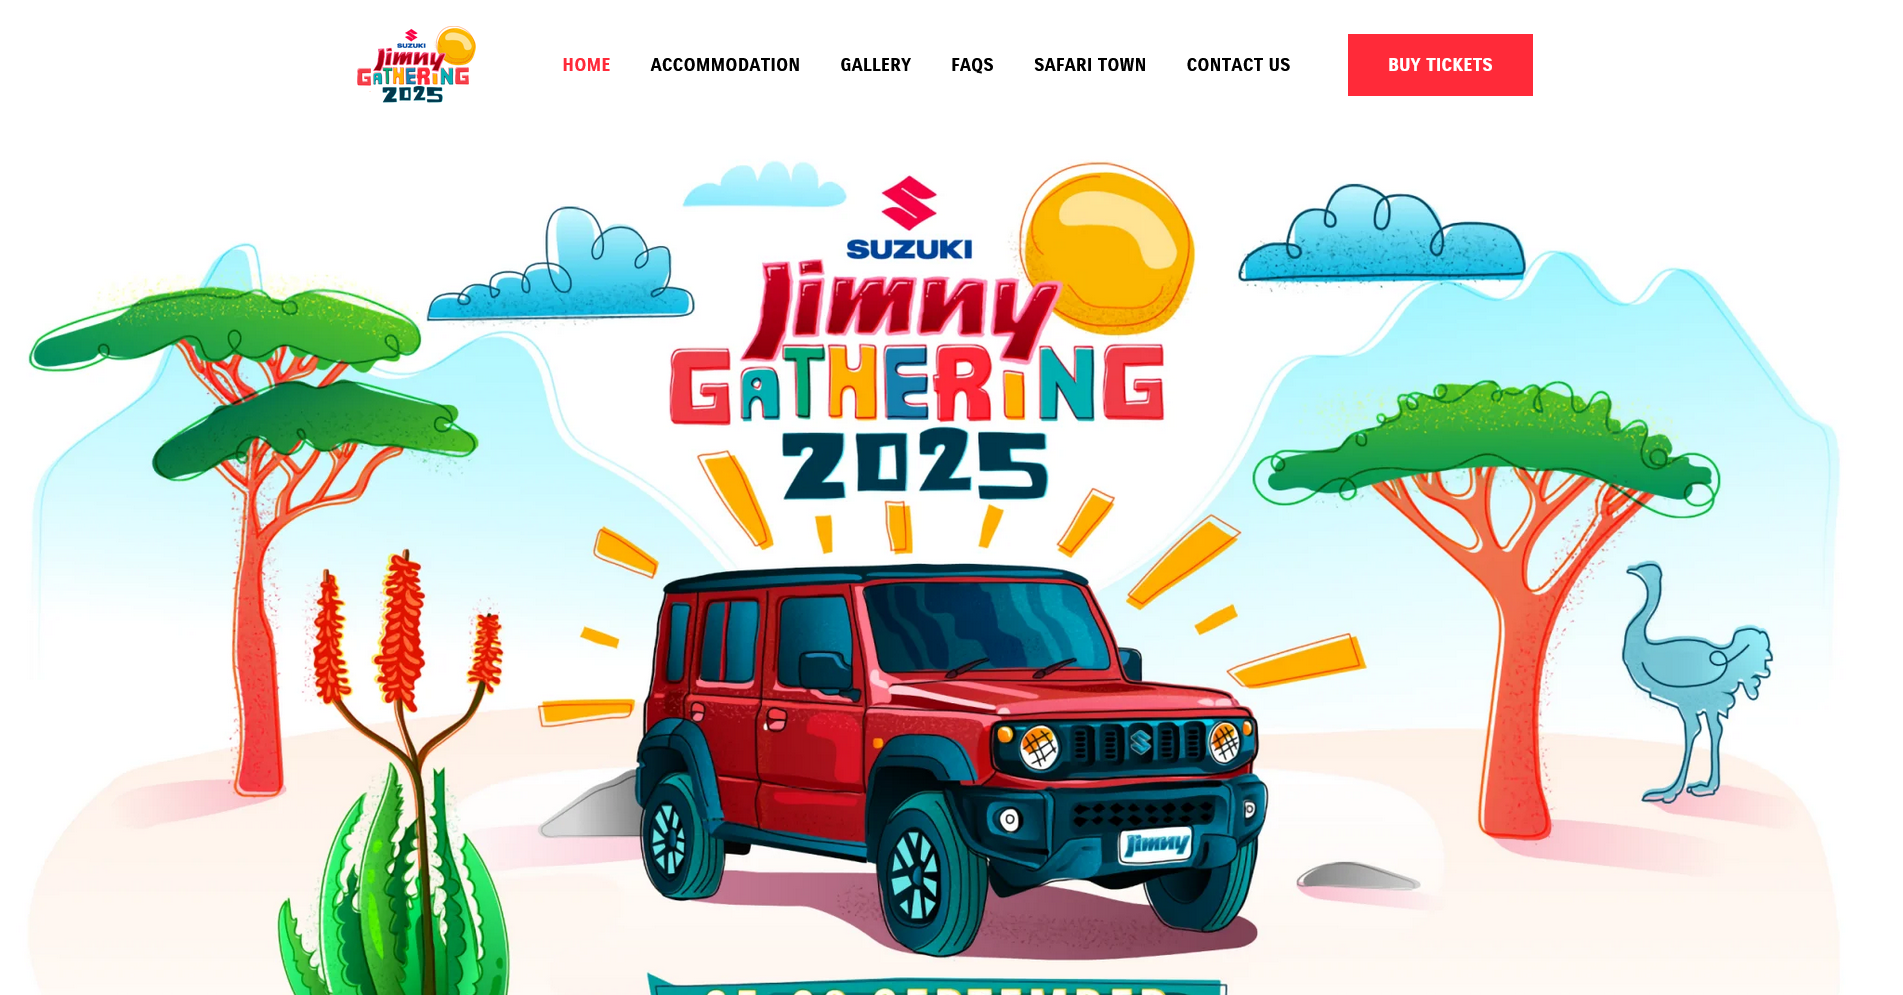 SUZUKI
Jimny
GATHERING
2025
HOME ACCOMMODATION GALLERY FAQS SAFARI TOWN CONTACT US BUY TICKETS
SUZUKI
Jimny
GATHERING
2025
Jimny
SEPTEMBER